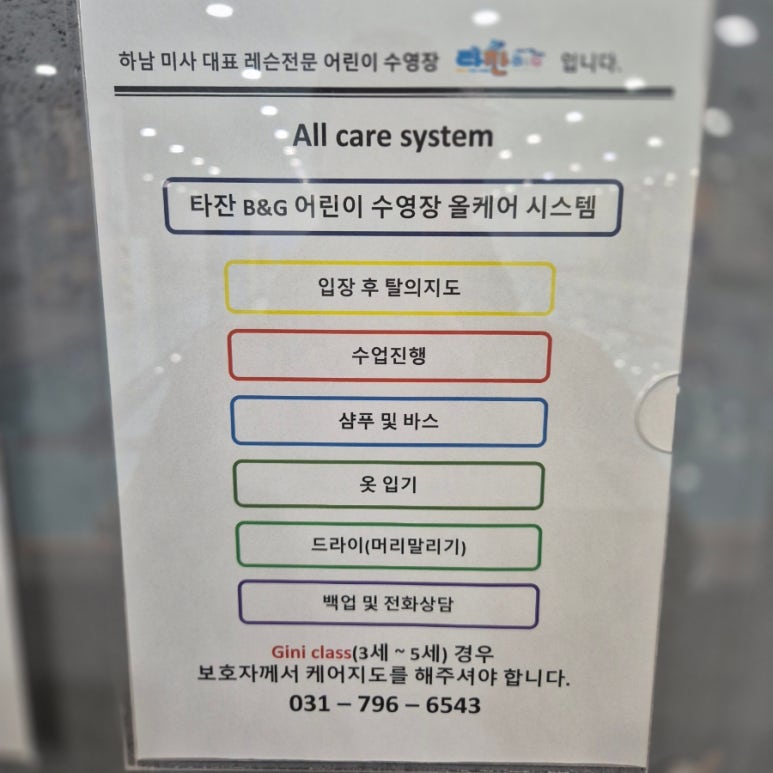 하남 미사 대표 레슨전문 어린이 수영장 타잔 B&G 입니다.
All care system
타잔 B&G 어린이 수영장 올케어 시스템
입장 후 탈의지도
수업진행
샴푸 및 바스
옷 입기
드라이(머리말리기)
백업 및 전화상담
Gini class(3세 ~ 5세) 경우
보호자께서 케어지도를 해주셔야 합니다.
031 – 796 – 6543